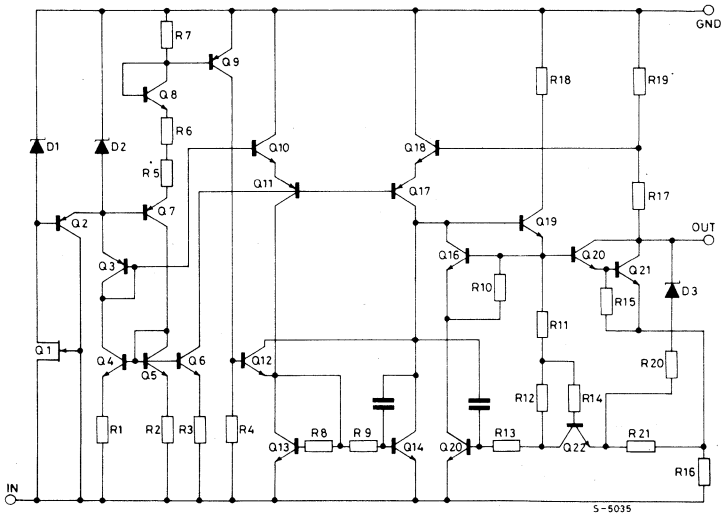 GND
R7
Q9
Q8
R18
R19
R6
D1
D2
Q10
Q18
R5
Q11
Q17
R17
Q2
Q7
Q19
OUT
Q3
Q16
Q20
Q21
R10
R15
D3
R11
Q1
Q4
Q5
Q6
Q12
R20
R12
R14
R1
R2
R3
R4
Q13
R8
R9
Q14
Q20
R13
Q22
R21
R16
IN
S-5035